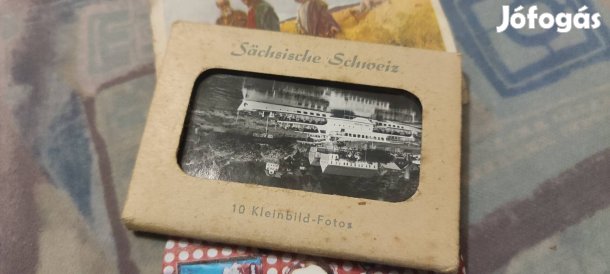 Jófogás
Sächsische Schweiz
10 Kleinbild-Fotos